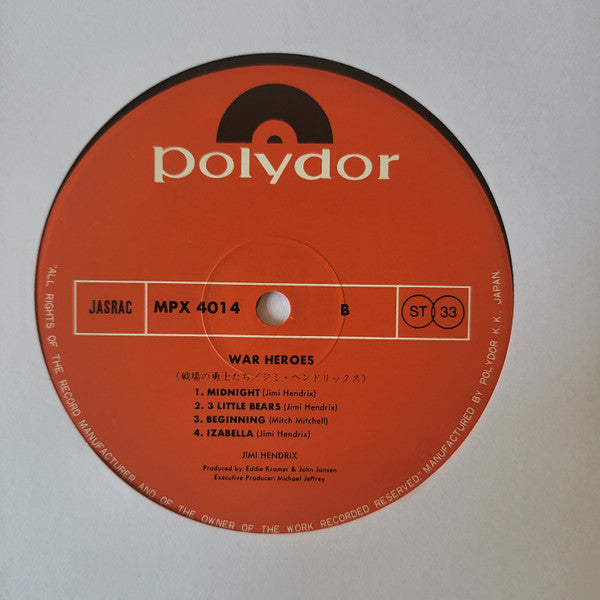 polydor
JASRAC MPX 4014 B ST 33
WAR HEROES
(戦場の勇士たち/ジミ・ヘンドリックス)
1. MIDNIGHT (Jimi Hendrix)
2. 3 LITTLE BEARS (Jimi Hendrix)
3. BEGINNING (Mitch Mitchell)
4. IZABELLA (Jimi Hendrix)
JIMI HENDRIX
Produced by: Eddie Kramer & John Jansen
Executive Producer: Michael Jeffrey
"ALL RIGHTS OF THE RECORD MANUFACTURER AND OF THE OWNER OF THE WORK RECORDED RESERVED." MANUFACTURED BY POLYDOR K.K. JAPAN.